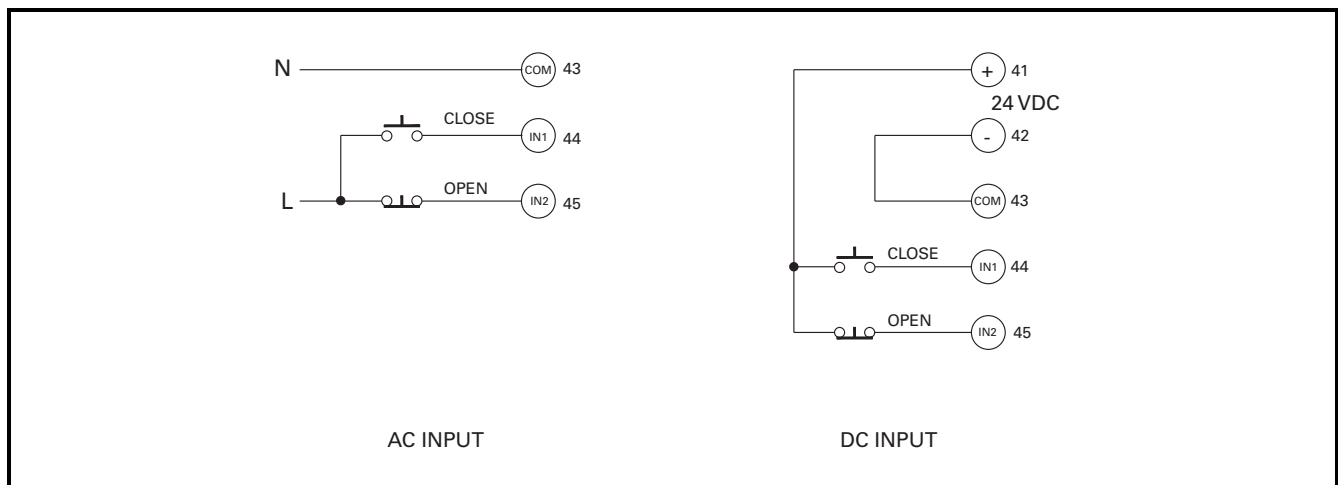 N
COM 43
CLOSE
IN1 44
L
OPEN
IN2 45
AC INPUT
+ 41
24 VDC
- 42
COM 43
CLOSE
IN1 44
OPEN
IN2 45
DC INPUT